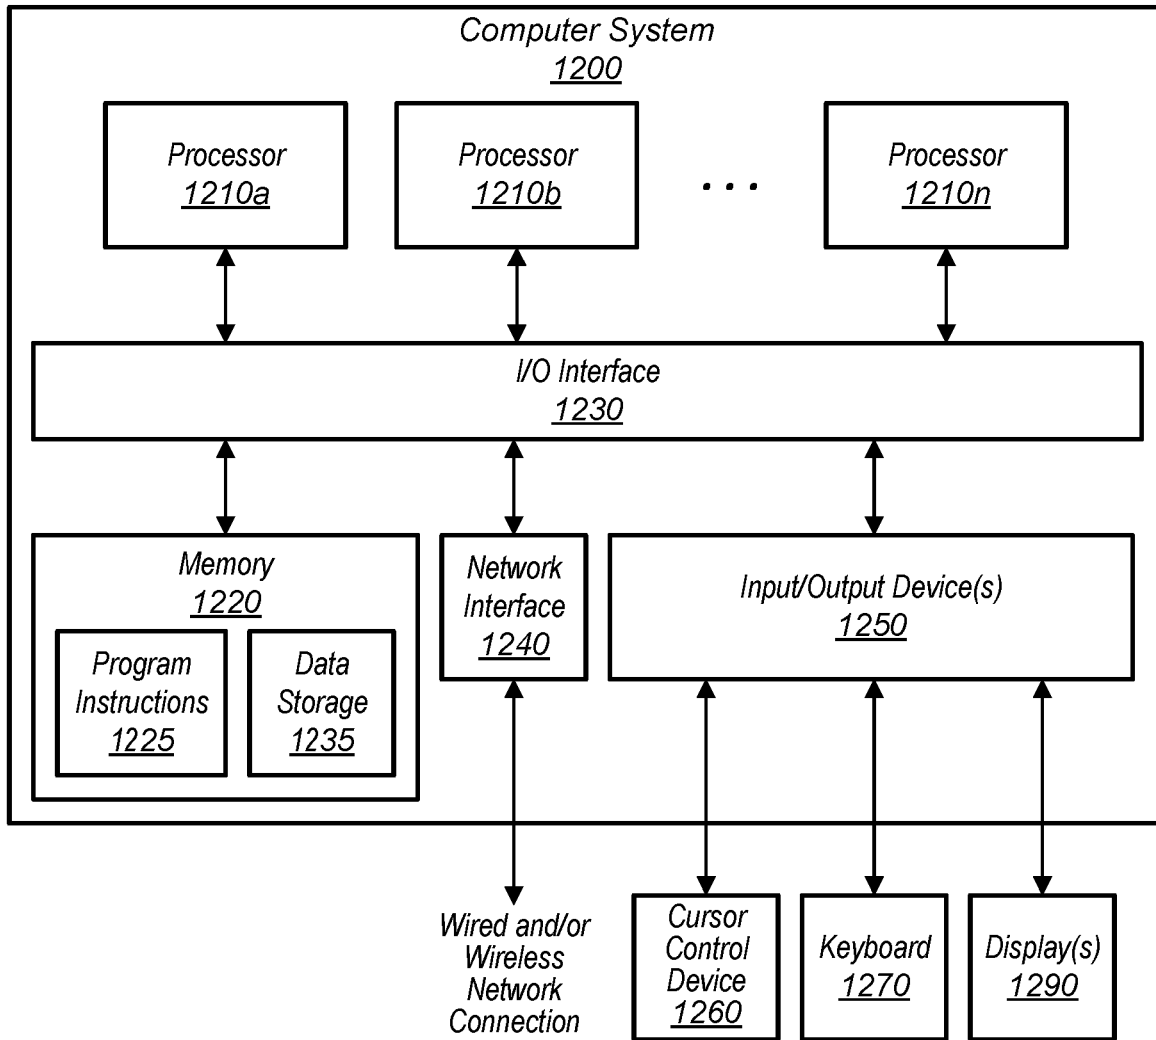 Computer System
1200
Processor
1210a
Processor
1210b
. . .
Processor
1210n
I/O Interface
1230
Memory
1220
Program
Instructions
1225
Data
Storage
1235
Network
Interface
1240
Input/Output Device(s)
1250
Wired and/or
Wireless
Network
Connection
Cursor
Control
Device
1260
Keyboard
1270
Display(s)
1290